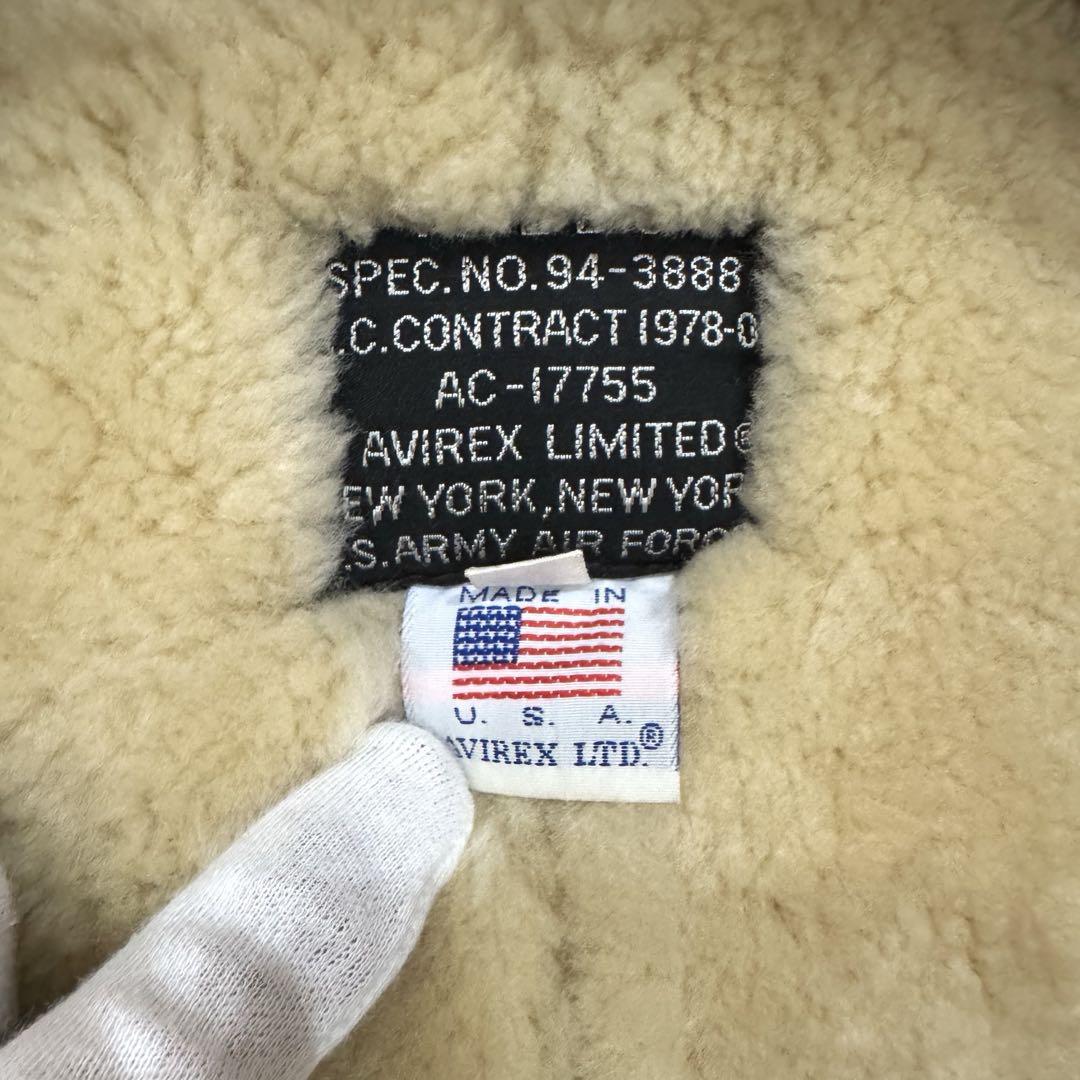 SPEC.NO.94-3888
.C.CONTRACT 1978-0
AC-17755
AVIREX LIMITED®
EW YORK, NEW YOR
.S. ARMY AIR FORC
MADE IN
U. S. A.
AVIREX LTD.®